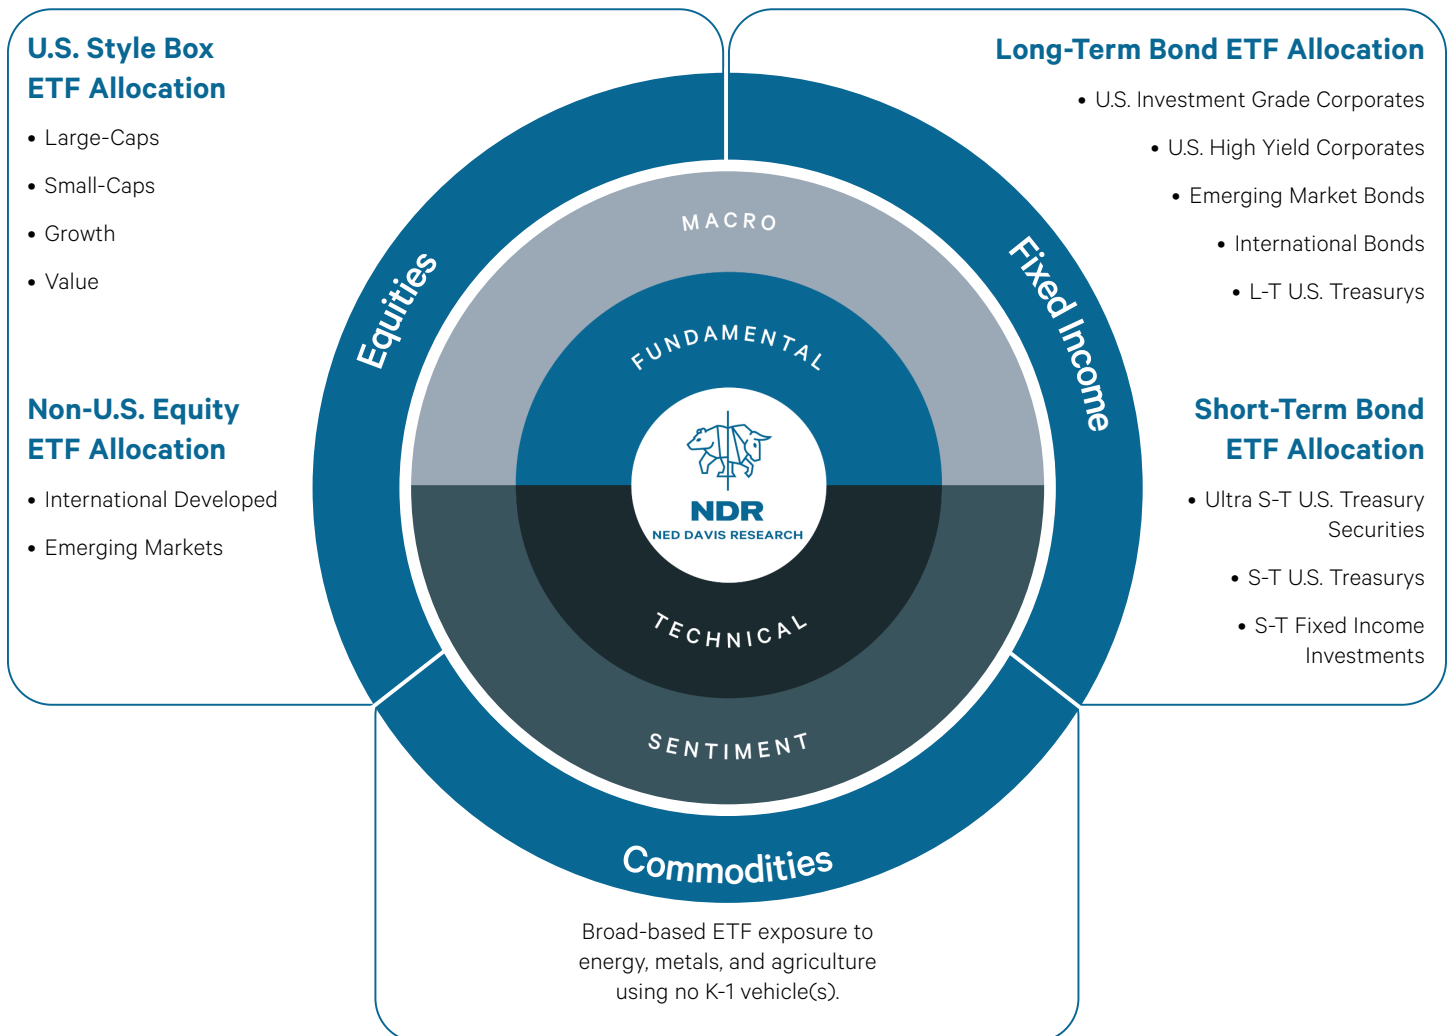 U.S. Style Box
ETF Allocation
• Large-Caps
• Small-Caps
• Growth
• Value
Non-U.S. Equity
ETF Allocation
• International Developed
• Emerging Markets
Long-Term Bond ETF Allocation
• U.S. Investment Grade Corporates
• U.S. High Yield Corporates
• Emerging Market Bonds
• International Bonds
• L-T U.S. Treasurys
Short-Term Bond
ETF Allocation
• Ultra S-T U.S. Treasury
Securities
• S-T U.S. Treasurys
• S-T Fixed Income
Investments
Equities
Fixed Income
MACRO
FUNDAMENTAL
NDR
NED DAVIS RESEARCH
TECHNICAL
SENTIMENT
Commodities
Broad-based ETF exposure to
energy, metals, and agriculture
using no K-1 vehicle(s).